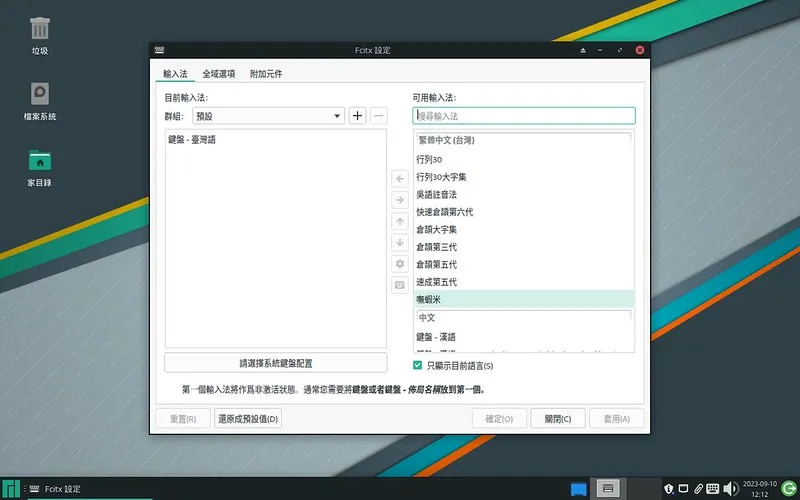 垃圾
檔案系統
家目錄
Fcitx 設定
輸入法
全域選項
附加元件
目前輸入法:
可用輸入法:
群組:
預設
搜尋輸入法
鍵盤 - 臺灣語
繁體中文 (台灣)
行列30
行列30大字集
吳語註音法
快速倉頡第六代
倉頡大字集
倉頡第三代
倉頡第五代
速成第五代
嘸蝦米
中文
鍵盤 - 漢語
請選擇系統鍵盤配置
只顯示目前語言(S)
第一個輸入法將作爲非激活狀態。通常您需要將鍵盤或者鍵盤 - 佈局名稱放到第一個。
重置(R)
還原成預設值(D)
確定(O)
關閉(C)
套用(A)
Fcitx 設定
2023-09-10
12:12